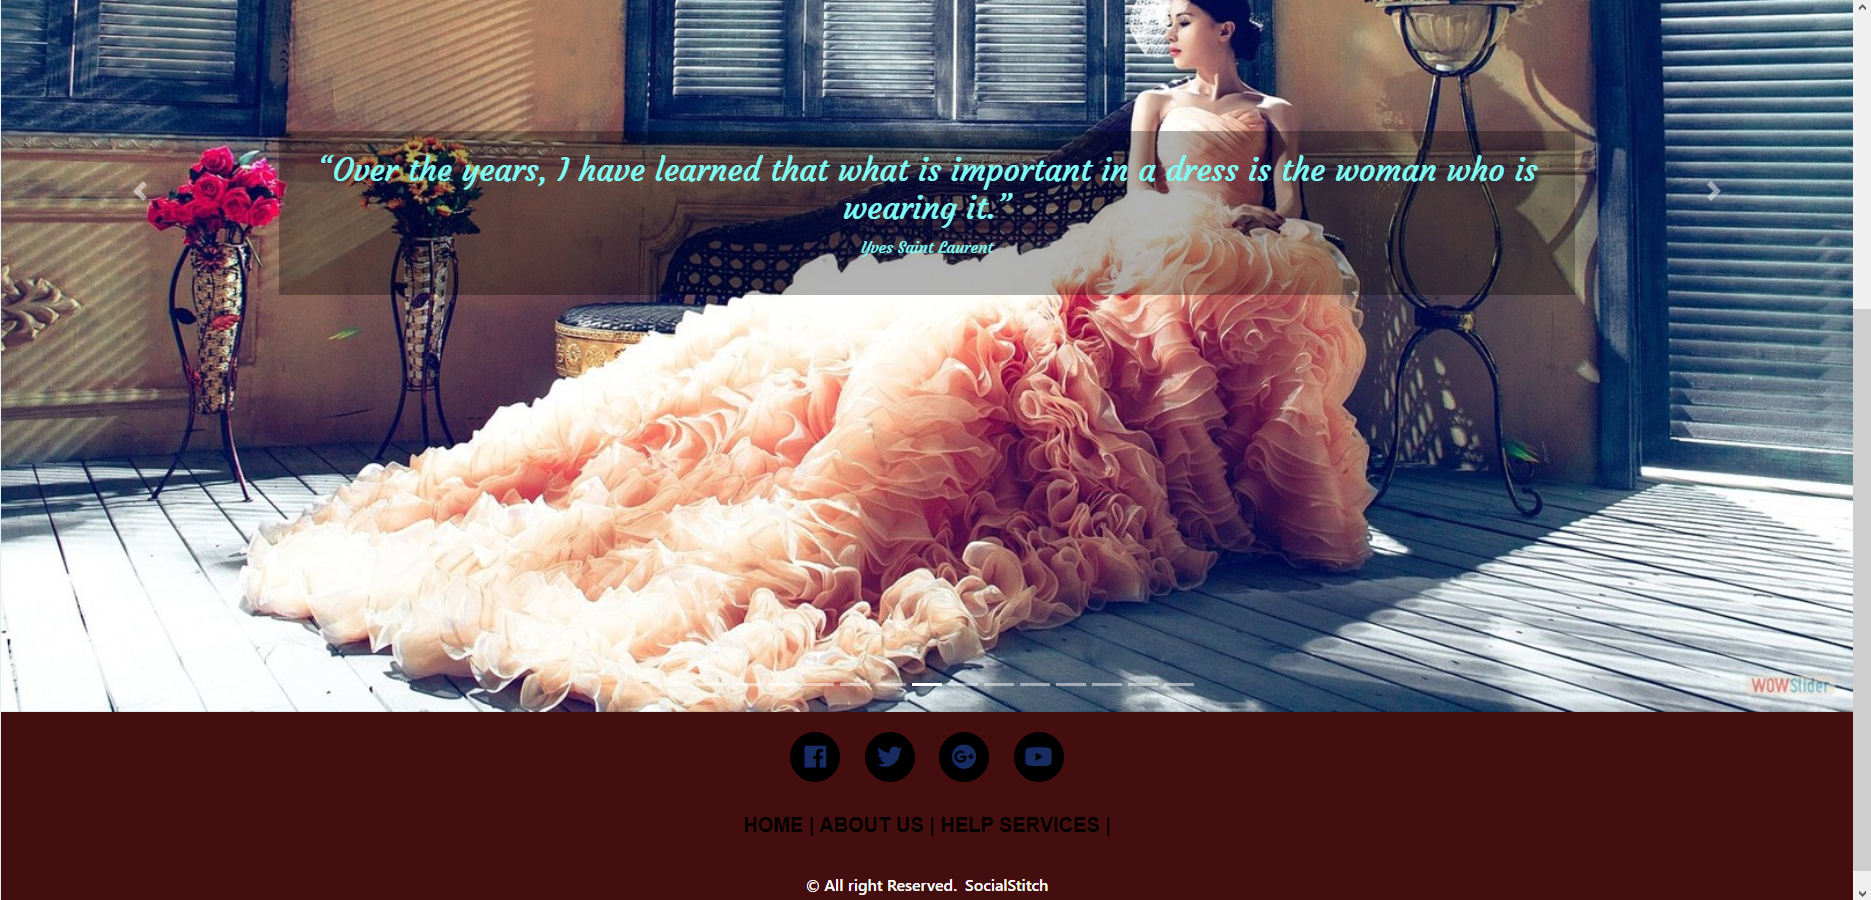 “Over the years, I have learned that what is important in a dress is the woman who is
wearing it.”
Yves Saint Laurent
WOWSlider
HOME | ABOUT US | HELP SERVICES |
© All right Reserved. SocialStitch